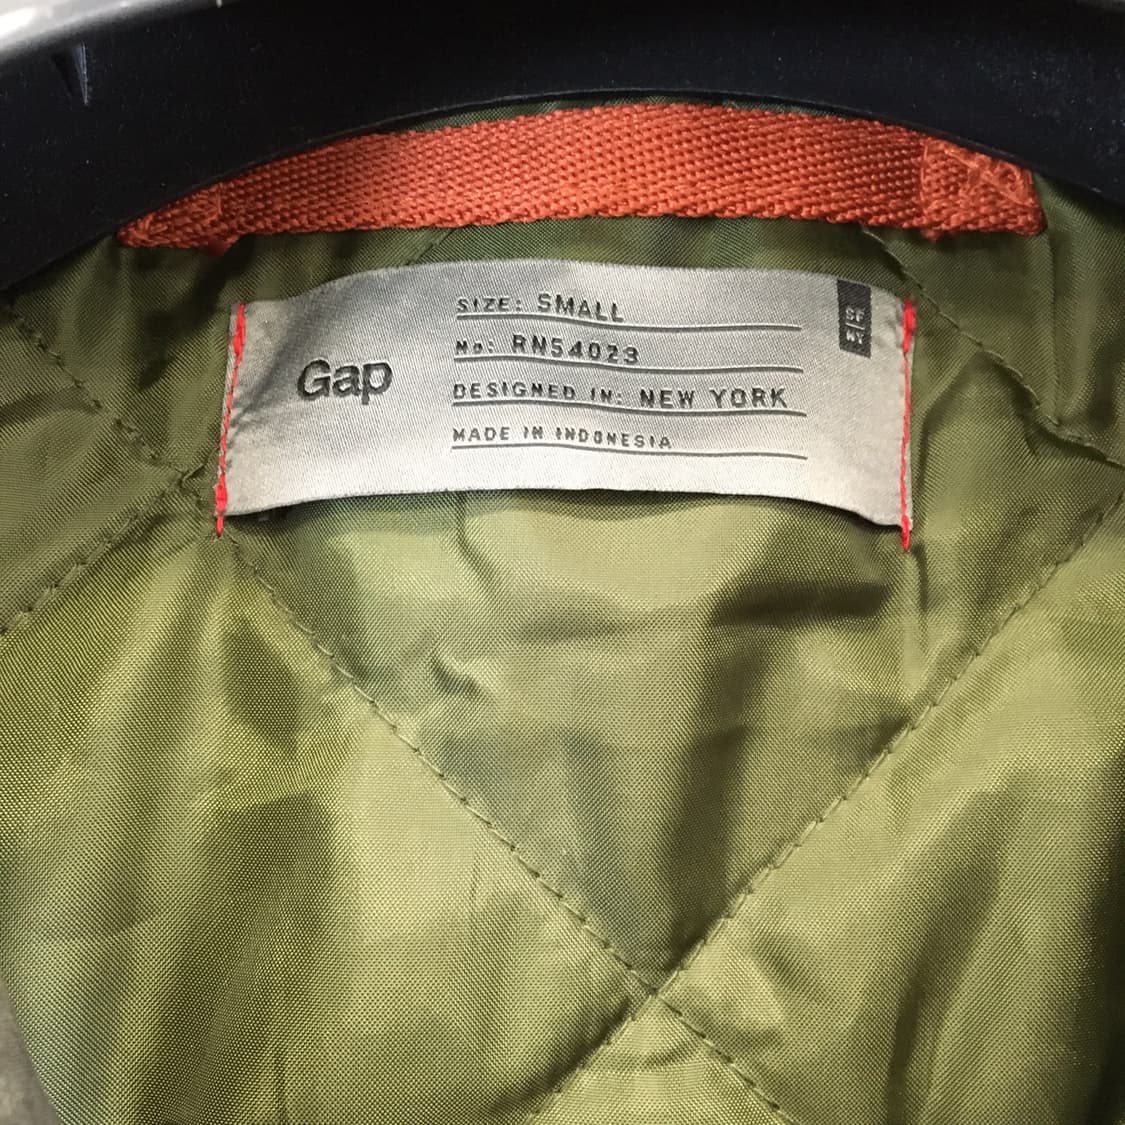 Gap
SIZE: SMALL
No: RN54023
DESIGNED IN: NEW YORK
MADE IN INDONESIA
SF
NY